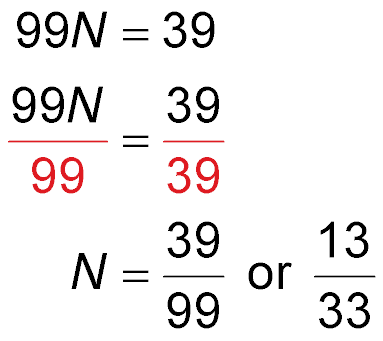 99N = 39
99N/99 = 39/39
N = 39/99 or 13/33